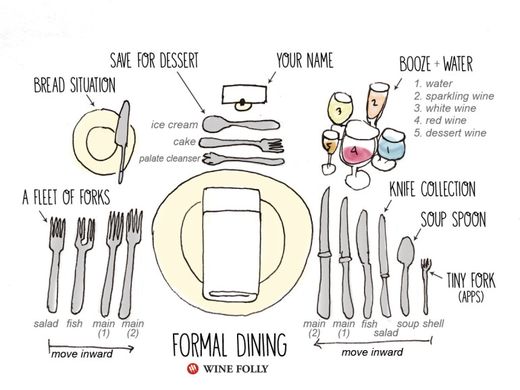 SAVE FOR DESSERT
YOUR NAME
BOOZE + WATER
1. water
2. sparkling wine
3. white wine
4. red wine
5. dessert wine
BREAD SITUATION
ice cream
cake
palate cleanser
3
2
5
4
1
A FLEET OF FORKS
KNIFE COLLECTION
SOUP SPOON
TINY FORK
(APPS)
salad fish main (1) main (2)
move inward
main (2) main (1) fish salad soup shell
move inward
FORMAL DINING
WINE FOLLY